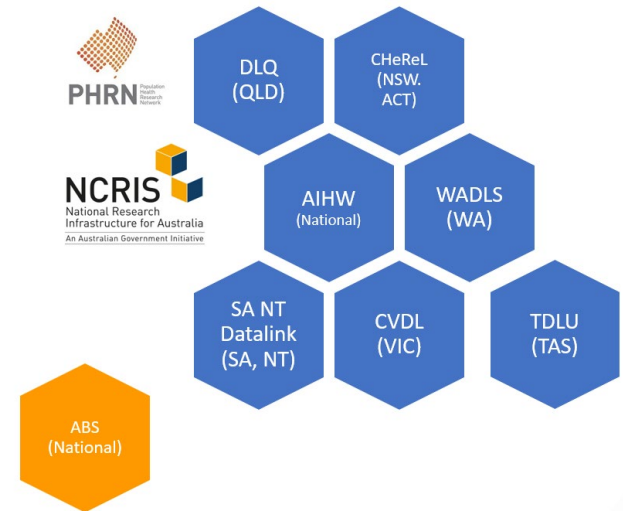 PHRN
Population
Health
Research
Network
DLQ
(QLD)
CHeReL
(NSW.
ACT)
NCRIS
National Research
Infrastructure for Australia
An Australian Government Initiative
AIHW
(National)
WADLS
(WA)
SA NT
Datalink
(SA, NT)
CVDL
(VIC)
TDLU
(TAS)
ABS
(National)